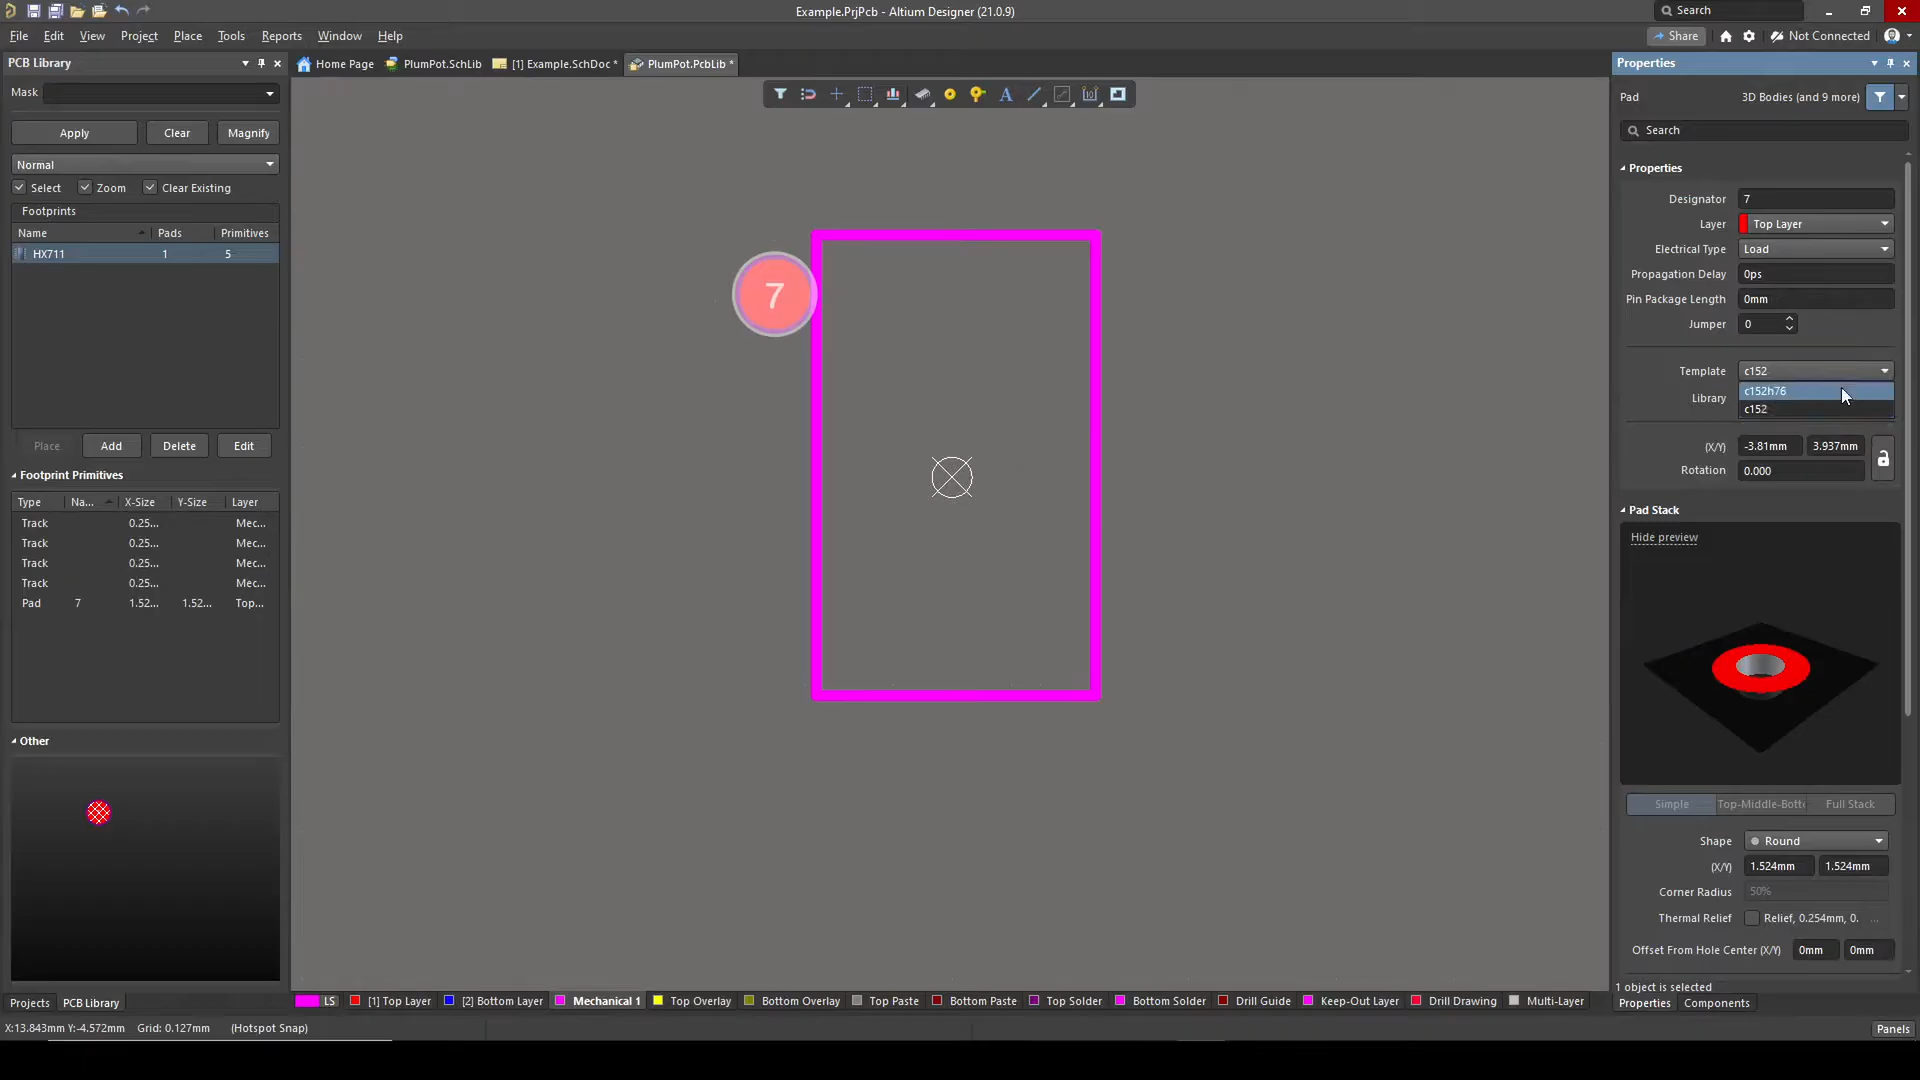 Example.PrjPcb - Altium Designer (21.0.9)
Search
File Edit View Project Place Tools Reports Window Help
Share
Not Connected
PCB Library
Home Page
PlumPot.SchLib
[1] Example.SchDoc *
PlumPot.PcbLib *
Properties
Mask
Apply Clear Magnify
Normal
Select Zoom Clear Existing
Footprints
Name Pads Primitives
HX711 1 5
Place Add Delete Edit
Footprint Primitives
Type Na... X-Size Y-Size Layer
Track 0.25... Mec...
Track 0.25... Mec...
Track 0.25... Mec...
Track 0.25... Mec...
Pad 7 1.52... 1.52... Top...
Other
Projects PCB Library
7
A
Pad 3D Bodies (and 9 more)
Search
Properties
Designator 7
Layer Top Layer
Electrical Type Load
Propagation Delay 0ps
Pin Package Length 0mm
Jumper 0
Template c152
c152h76
Library
c152
(X/Y) -3.81mm 3.937mm
Rotation 0.000
Pad Stack
Hide preview
Simple Top-Middle-Botto Full Stack
Shape Round
(X/Y) 1.524mm 1.524mm
Corner Radius 50%
Thermal Relief Relief, 0.254mm, 0. ...
Offset From Hole Center (X/Y) 0mm 0mm
1 object is selected
Properties Components
LS [1] Top Layer [2] Bottom Layer Mechanical 1 Top Overlay Bottom Overlay Top Paste Bottom Paste Top Solder Bottom Solder Drill Guide Keep-Out Layer Drill Drawing Multi-Layer
X:13.843mm Y:-4.572mm Grid: 0.127mm (Hotspot Snap)
Panels